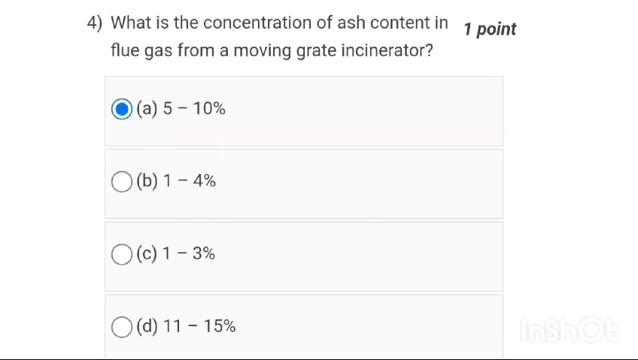 4) What is the concentration of ash content in 1 point
flue gas from a moving grate incinerator?
(a) 5 – 10%
(b) 1 – 4%
(c) 1 – 3%
(d) 11 – 15%
InShOt